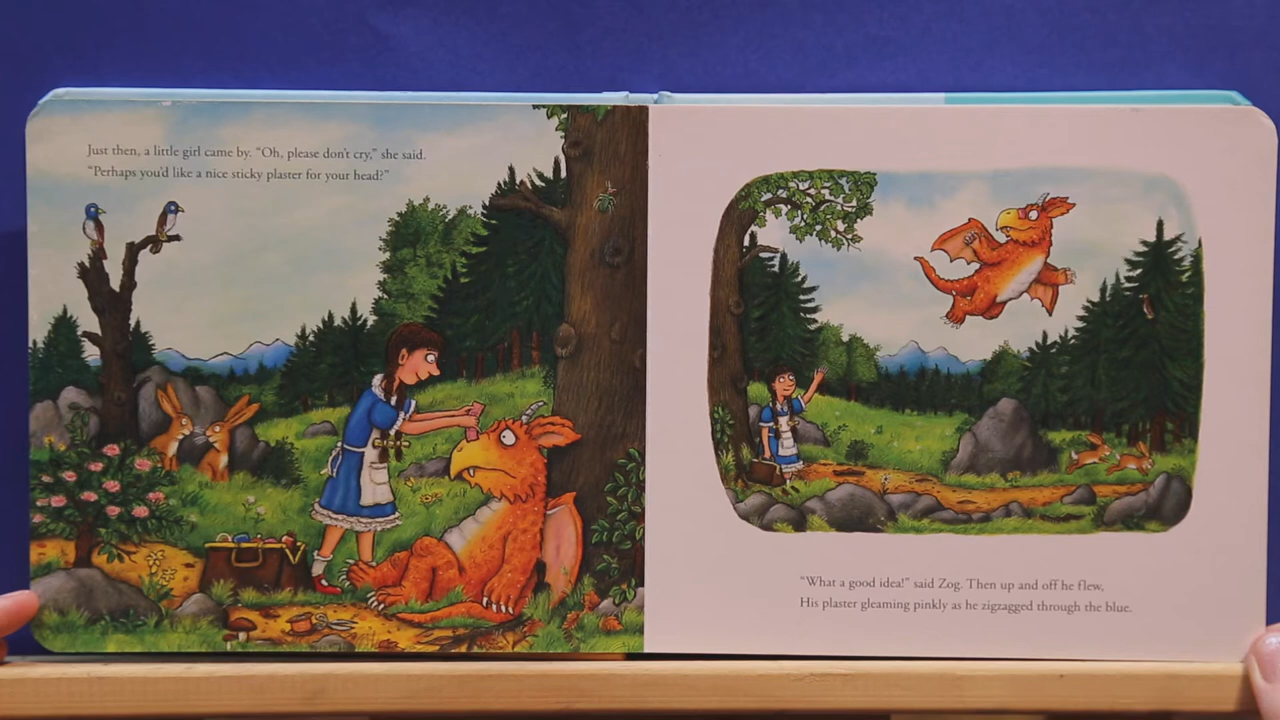 Just then, a little girl came by. “Oh, please don’t cry,” she said.
“Perhaps you’d like a nice sticky plaster for your head?”
“What a good idea!” said Zog. Then up and off he flew,
His plaster gleaming pinkly as he zigzagged through the blue.